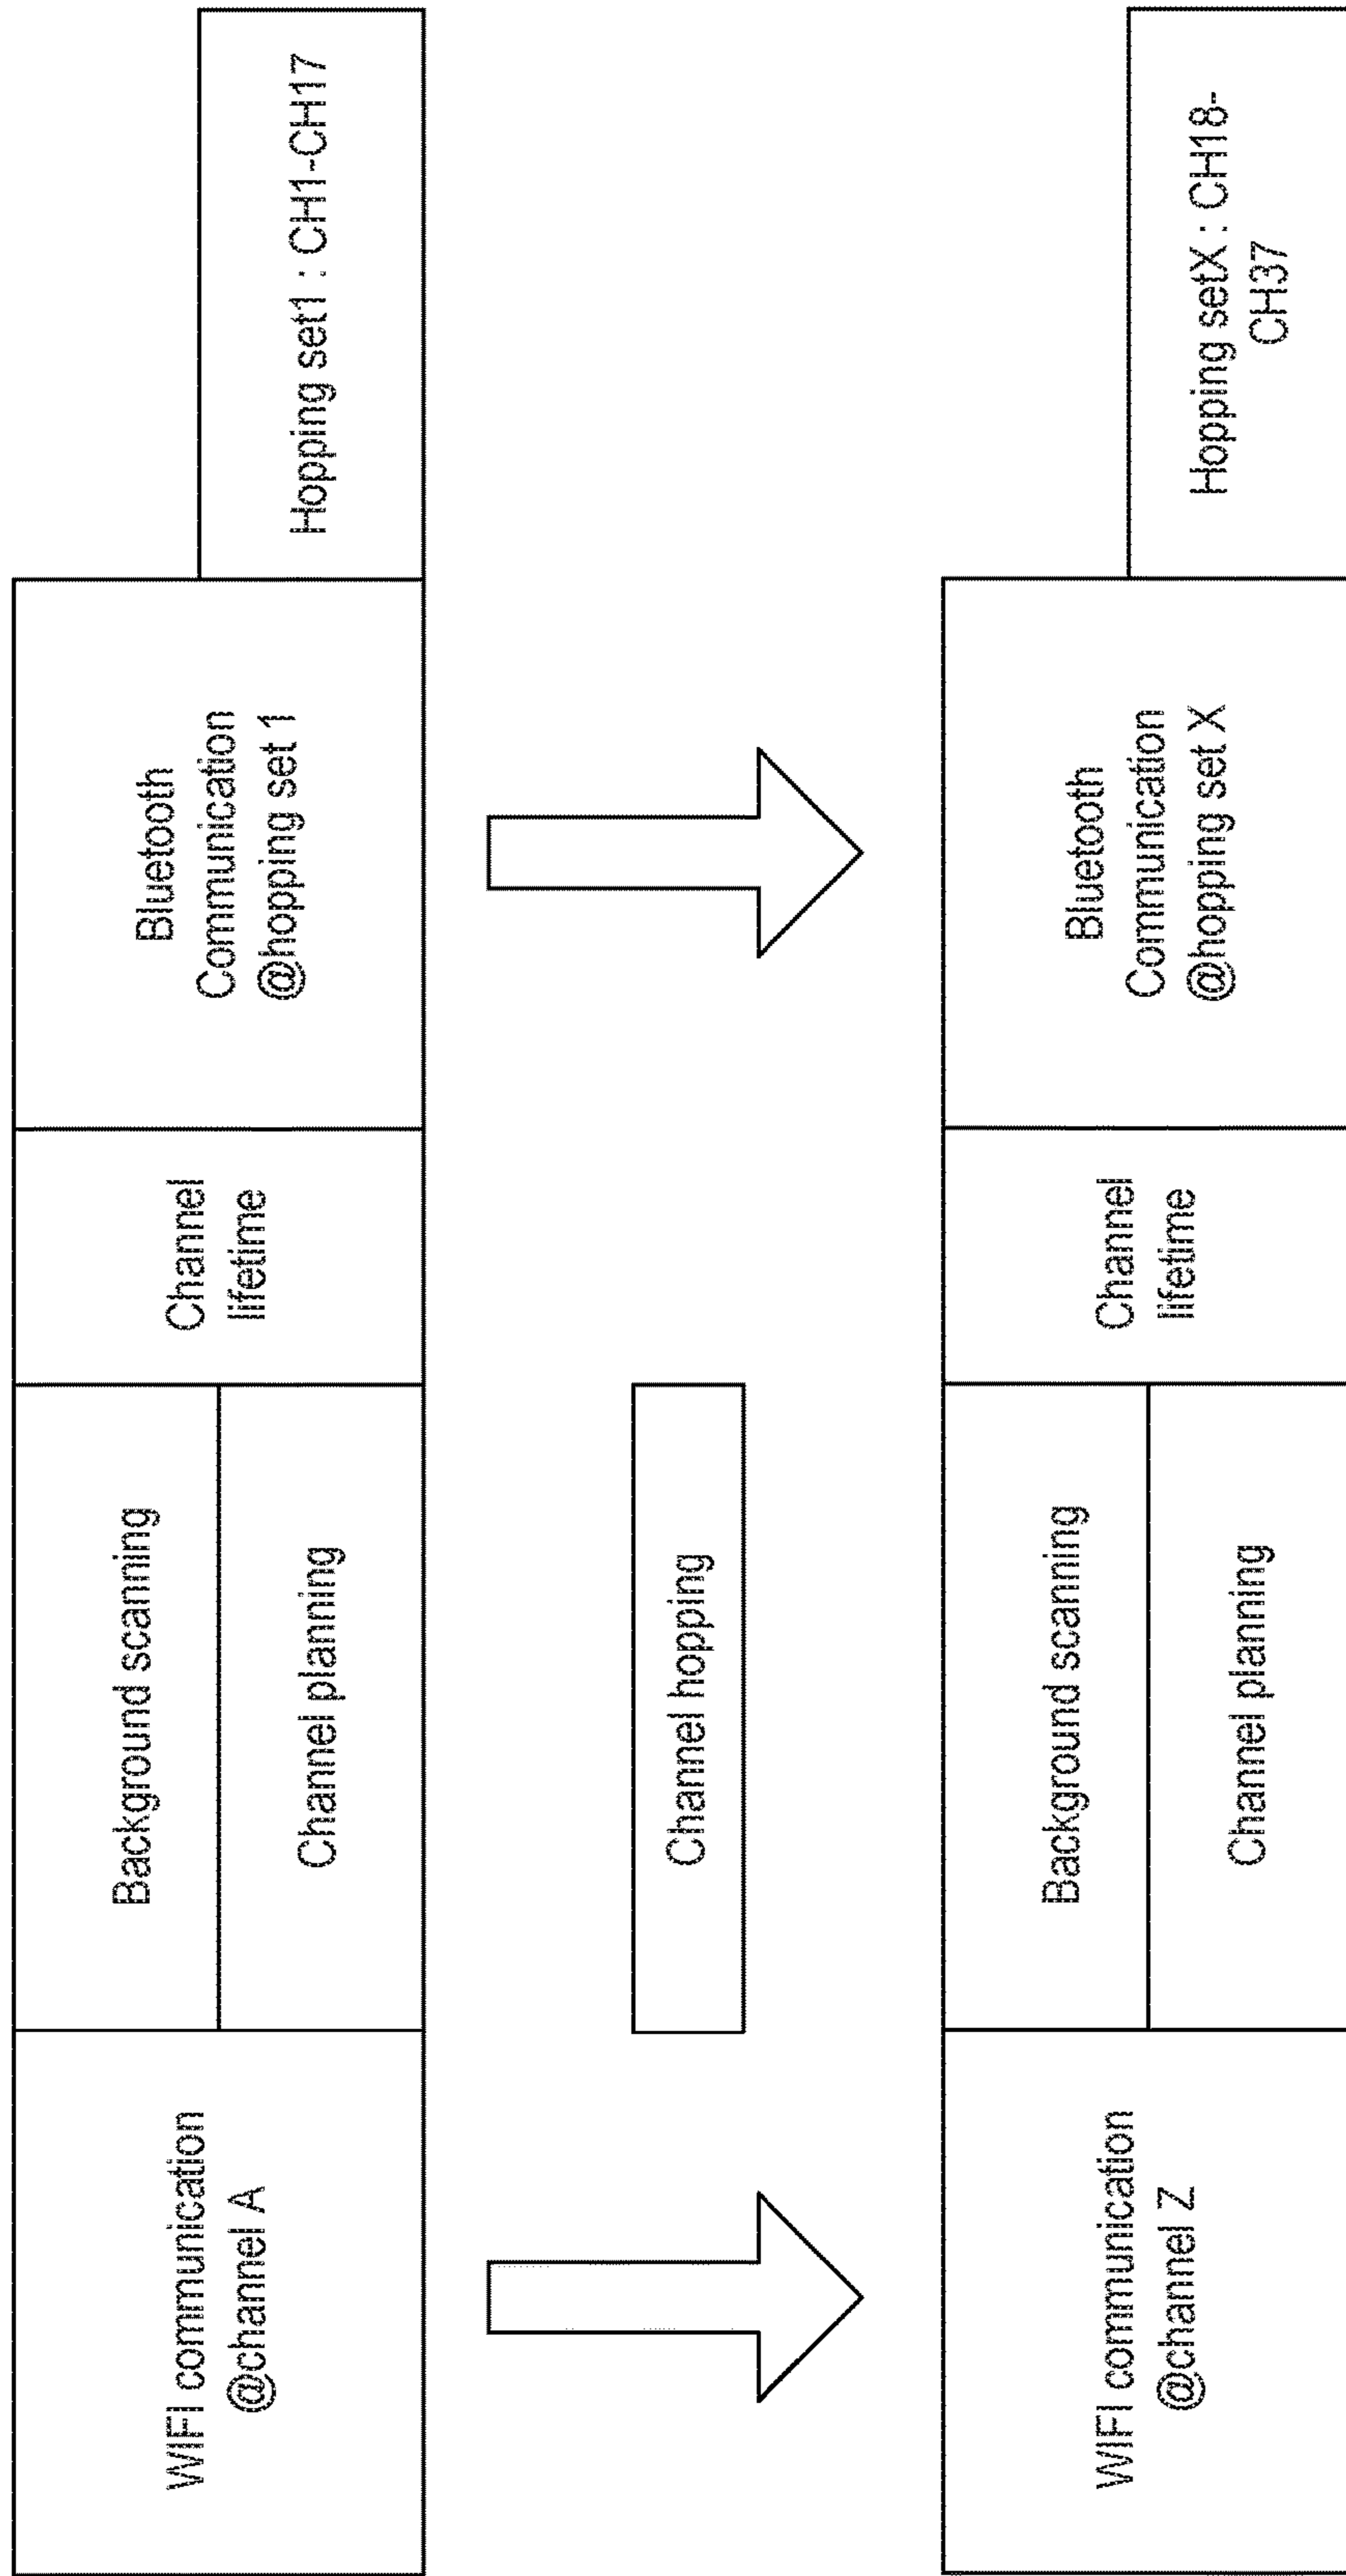 WIFI communication
@channel A
Background scanning
Channel planning
Channel
lifetime
Bluetooth
Communication
@hopping set 1
Hopping set1 : CH1-CH17
Channel hopping
WIFI communication
@channel Z
Background scanning
Channel planning
Channel
lifetime
Bluetooth
Communication
@hopping set X
Hopping setX : CH18-
CH37